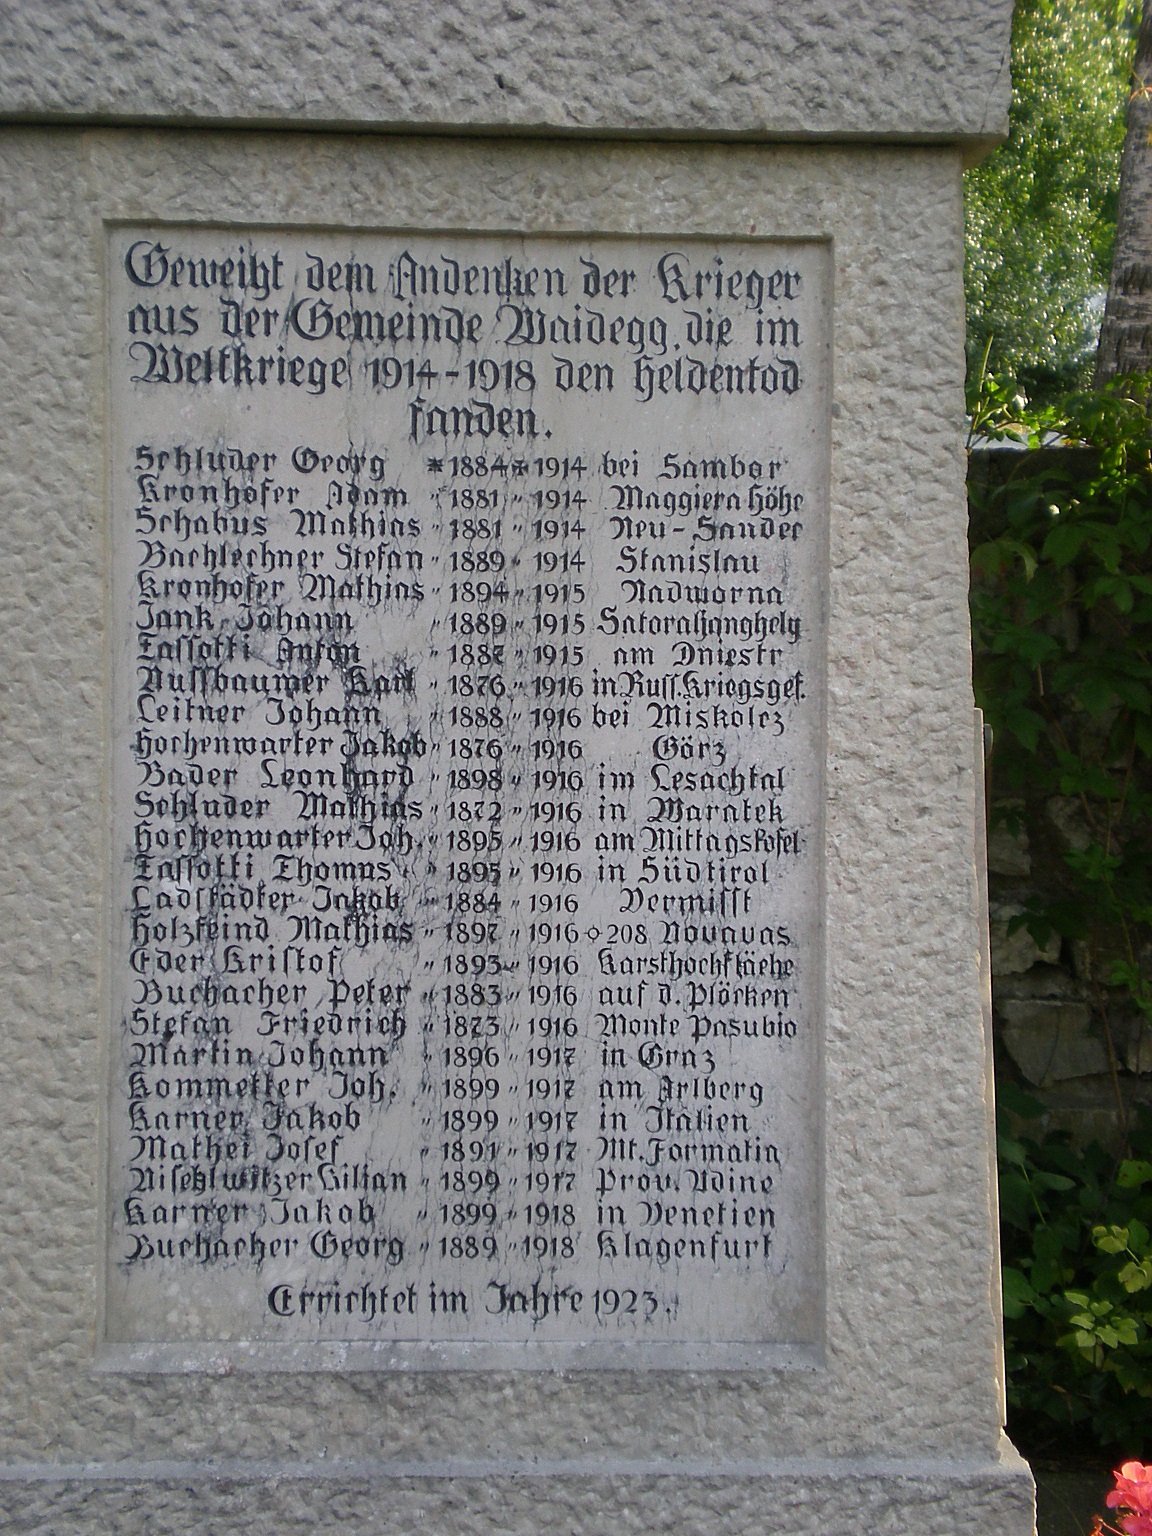 Geweiht dem Andenken der Krieger
aus der Gemeinde Waidegg, die im
Weltkriege 1914-1918 den Heldentod
fanden.
Schluder Georg * 1884 + 1914 bei Sambor
Kronhofer Adam " 1881 " 1914 Maggiera Höhe
Schabus Mathias " 1881 " 1914 Neu-Sandec
Bachlechner Stefan " 1889 " 1914 Stanislau
Kronhofer Mathias " 1894 " 1915 Nadworna
Jank Johann " 1889 " 1915 Satoraljanghely
Tassotti Anton " 1887 " 1915 am Dniestr
Nussbaumer Karl " 1876 " 1916 in Russ. Kriegsgef.
Leitner Johann " 1888 " 1916 bei Miskolcz
Hochenwarter Jakob " 1876 " 1916 Görz
Bader Leonhard " 1898 " 1916 im Lesachtal
Schluder Mathias " 1872 " 1916 in Waratek
Hochenwarter Joh. " 1895 " 1916 am Mittagskofel
Tassotti Thomas " 1895 " 1916 in Südtirol
Ladstädter Jakob " 1884 " 1916 Vermisst
Holzfeind Mathias " 1897 " 1916 ◇ 208 Novavas
Eder Kristof " 1893 " 1916 Karsthochfläche
Buchacher Peter " 1883 " 1916 auf d. Plöcken
Stefan Friedrich " 1873 " 1916 Monte Pasubio
Martin Johann " 1896 " 1917 in Graz
Kommetter Joh. " 1899 " 1917 am Arlberg
Karner Jakob " 1899 " 1917 in Italien
Mathei Josef " 1891 " 1917 Mt. Formatin
Nischlwitzer Kilian " 1899 " 1917 Prov. Udine
Karner Jakob " 1899 " 1918 in Venetien
Buchacher Georg " 1889 " 1918 Klagenfurt
Errichtet im Jahre 1923.